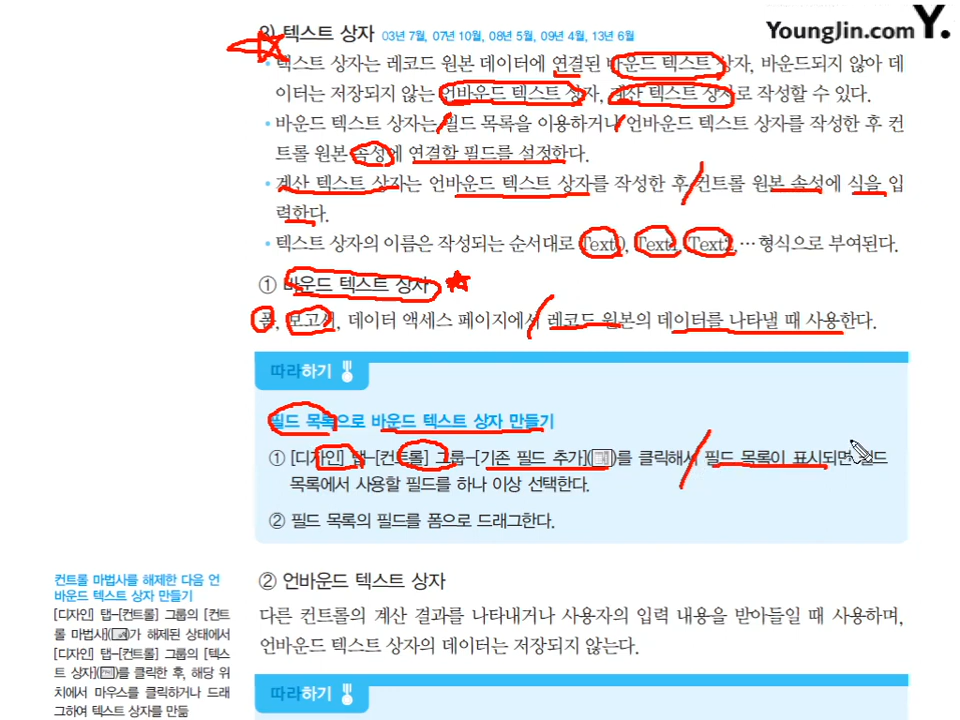 YoungJin.com Y.
3) 텍스트 상자 03년 7월, 07년 10월, 08년 5월, 09년 4월, 13년 6월
• 텍스트 상자는 레코드 원본 데이터에 연결된 바운드 텍스트 상자, 바운드되지 않아 데
이터는 저장되지 않는 언바운드 텍스트 상자, 계산 텍스트 상자로 작성할 수 있다.
• 바운드 텍스트 상자는 필드 목록을 이용하거나 언바운드 텍스트 상자를 작성한 후 컨
트롤 원본 속성에 연결할 필드를 설정한다.
• 계산 텍스트 상자는 언바운드 텍스트 상자를 작성한 후 컨트롤 원본 속성에 식을 입
력한다.
• 텍스트 상자의 이름은 작성되는 순서대로 Text0, Text1, Text2, … 형식으로 부여된다.
① 바운드 텍스트 상자
폼, 보고서, 데이터 액세스 페이지에서 레코드 원본의 데이터를 나타낼 때 사용한다.
따라하기
필드 목록으로 바운드 텍스트 상자 만들기
① [디자인] 탭-[컨트롤] 그룹-[기존 필드 추가]( )를 클릭해서 필드 목록이 표시되면 필드
목록에서 사용할 필드를 하나 이상 선택한다.
② 필드 목록의 필드를 폼으로 드래그한다.
② 언바운드 텍스트 상자
다른 컨트롤의 계산 결과를 나타내거나 사용자의 입력 내용을 받아들일 때 사용하며,
언바운드 텍스트 상자의 데이터는 저장되지 않는다.
따라하기
컨트롤 마법사를 해제한 다음 언
바운드 텍스트 상자 만들기
[디자인] 탭-[컨트롤] 그룹의 [컨트
롤 마법사]( )가 해제된 상태에서
[디자인] 탭-[컨트롤] 그룹의 [텍스
트 상자]( )를 클릭한 후, 해당 위
치에서 마우스를 클릭하거나 드래
그하여 텍스트 상자를 만듦